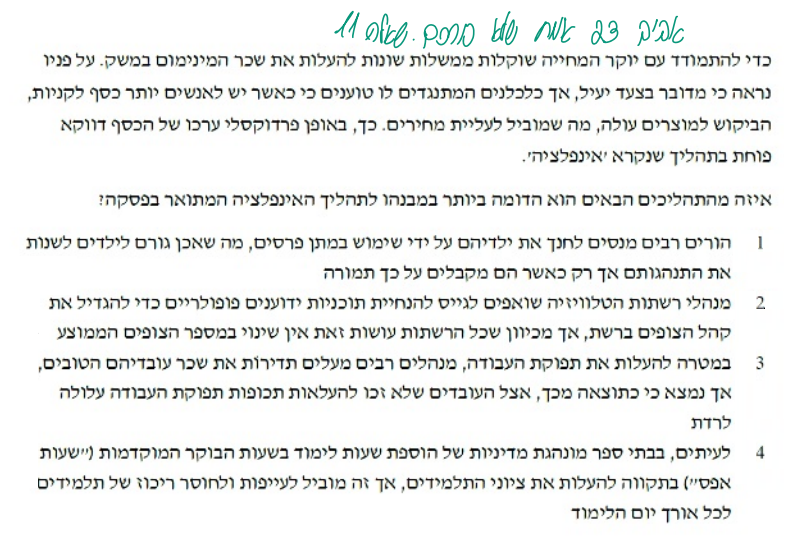 אביב 23 אנת שלא פרסם. שאלה 11
כדי להתמודד עם יוקר המחייה שוקלות ממשלות שונות להעלות את שכר המינימום במשק. על פניו
נראה כי מדובר בצעד יעיל, אך כלכלנים המתנגדים לו טוענים כי כאשר יש לאנשים יותר כסף לקניות,
הביקוש למוצרים עולה, מה שמוביל לעליית מחירים. כך, באופן פרדוקסלי ערכו של הכסף דווקא
פוחת בתהליך שנקרא 'אינפלציה'.
איזה מהתהליכים הבאים הוא הדומה ביותר במבנהו לתהליך האינפלציה המתואר בפסקה?
1 הורים רבים מנסים לחנך את ילדיהם על ידי שימוש במתן פרסים, מה שאכן גורם לילדים לשנות
את התנהגותם אך רק כאשר הם מקבלים על כך תמורה
2 מנהלי רשתות הטלוויזיה שואפים לגייס להנחיית תוכניות ידוענים פופולריים כדי להגדיל את
קהל הצופים ברשת, אך מכיוון שכל הרשתות עושות זאת אין שינוי במספר הצופים הממוצע
3 במטרה להעלות את תפוקת העבודה, מנהלים רבים מעלים תדירות את שכר עובדיהם הטובים,
אך נמצא כי כתוצאה מכך, אצל העובדים שלא זכו להעלאות תכופות תפוקת העבודה עלולה
לרדת
4 לעיתים, בבתי ספר מונהגת מדיניות של הוספת שעות לימוד בשעות הבוקר המוקדמות ("שעות
אפס") בתקווה להעלות את ציוני התלמידים, אך זה מוביל לעייפות ולחוסר ריכוז של תלמידים
לכל אורך יום הלימוד